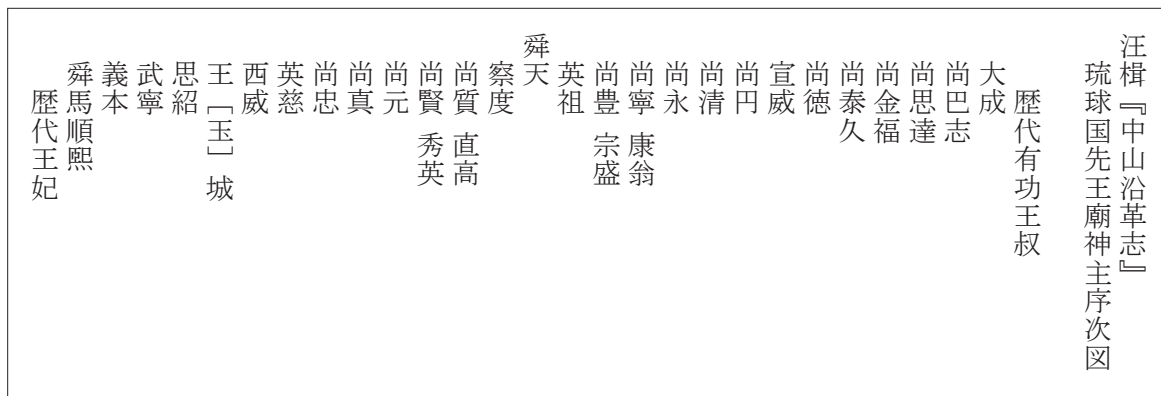 汪楫『中山沿革志』
琉球国先王廟神主序次図
歴代有功王叔
大成
尚巴志
尚思達
尚金福
尚泰久
尚徳
宣威
尚円
尚清
尚永
尚寧 康翁
尚豊 宗盛
英祖
舜天
察度
尚質 直高
尚賢 秀英
尚元
尚真
尚忠
英慈
西威
王［玉］城
思紹
武寧
義本
舜馬順熙
歴代王妃